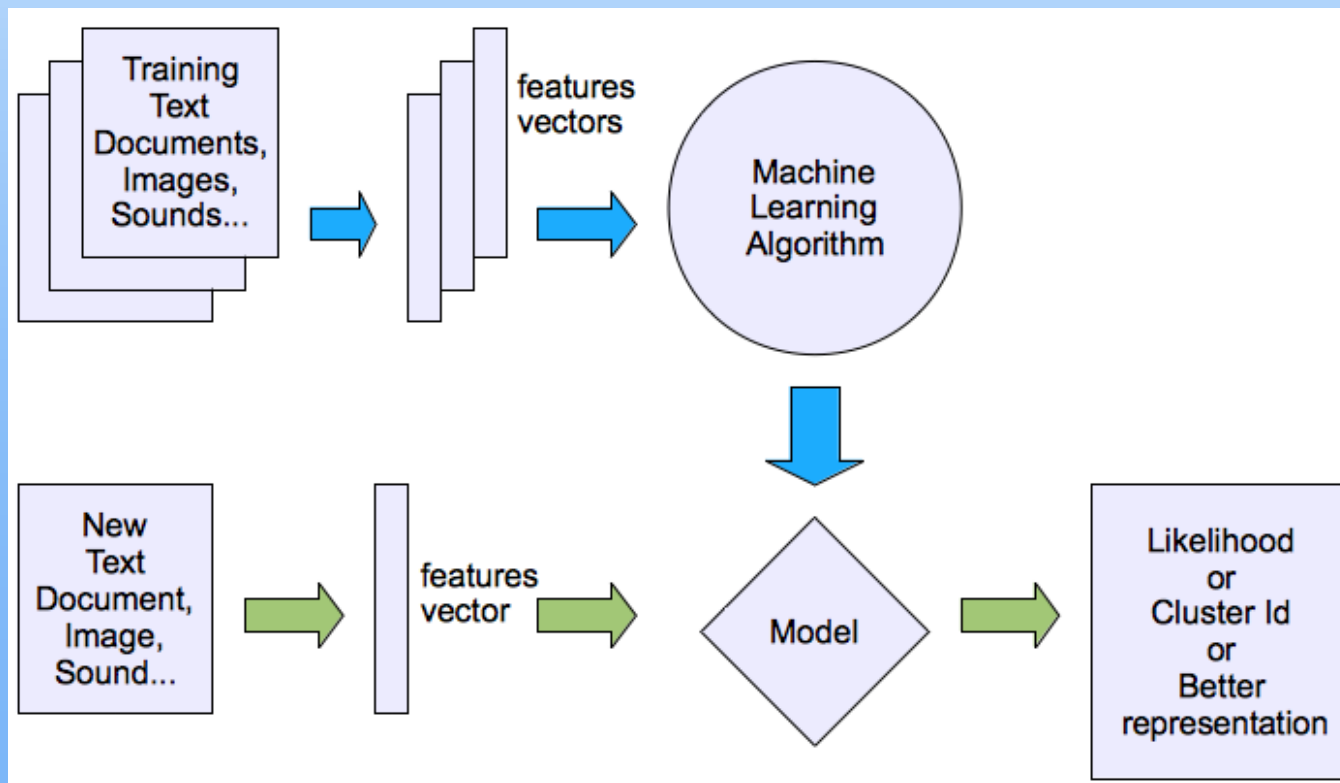 Training
Text
Documents,
Images,
Sounds...
features
vectors
Machine
Learning
Algorithm
New
Text
Document,
Image,
Sound...
features
vector
Model
Likelihood
or
Cluster Id
or
Better
representation